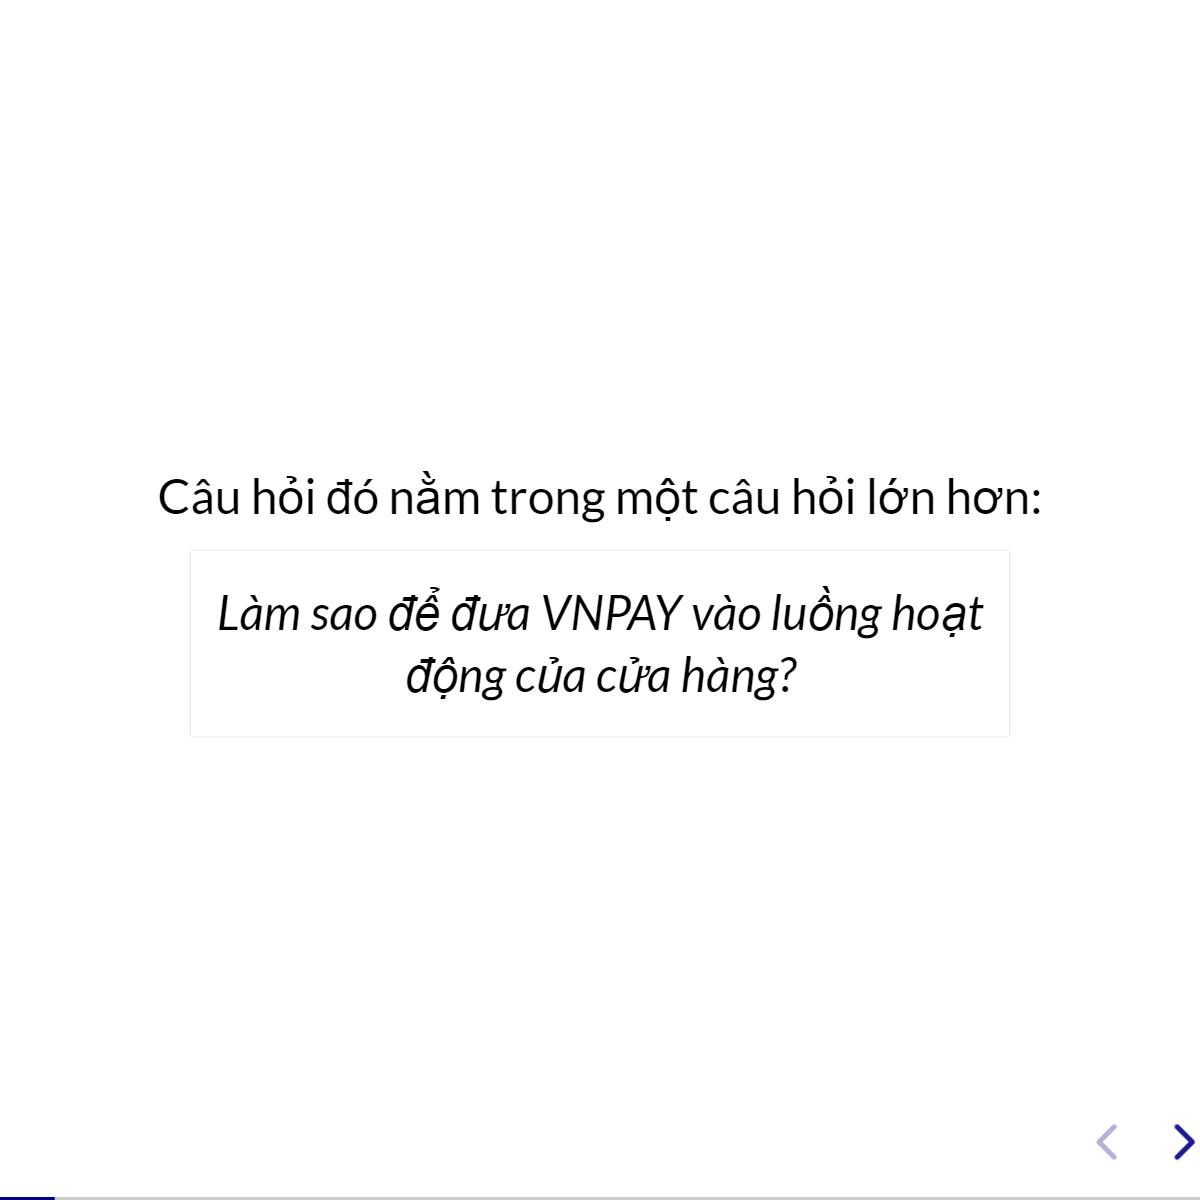 Câu hỏi đó nằm trong một câu hỏi lớn hơn:
Làm sao để đưa VNPAY vào luồng hoạt
động của cửa hàng?